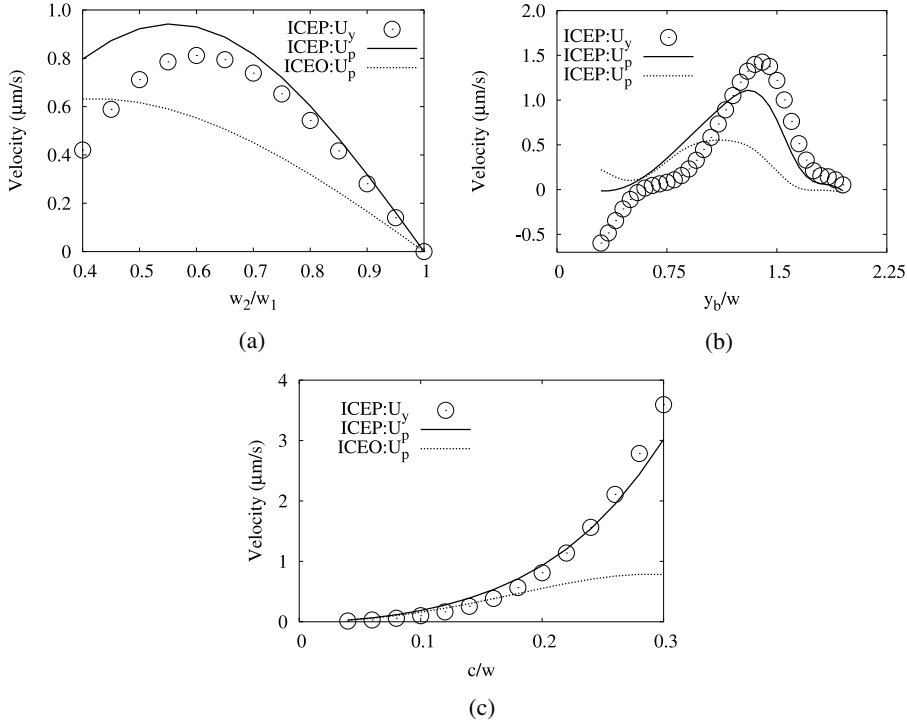 Velocity (μm/s)
1.0
0.8
0.6
0.4
0.2
0
0.4
0.5
0.6
0.7
0.8
0.9
1
w2/w1
ICEP:Uy
ICEP:Up
ICEO:Up
(a)
Velocity (μm/s)
2.0
1.5
1.0
0.5
0
-0.5
0
0.75
1.5
2.25
yb/w
ICEP:Uy
ICEP:Up
ICEP:Up
(b)
Velocity (μm/s)
4
3
2
1
0
0
0.1
0.2
0.3
c/w
ICEP:Uy
ICEP:Up
ICEO:Up
(c)